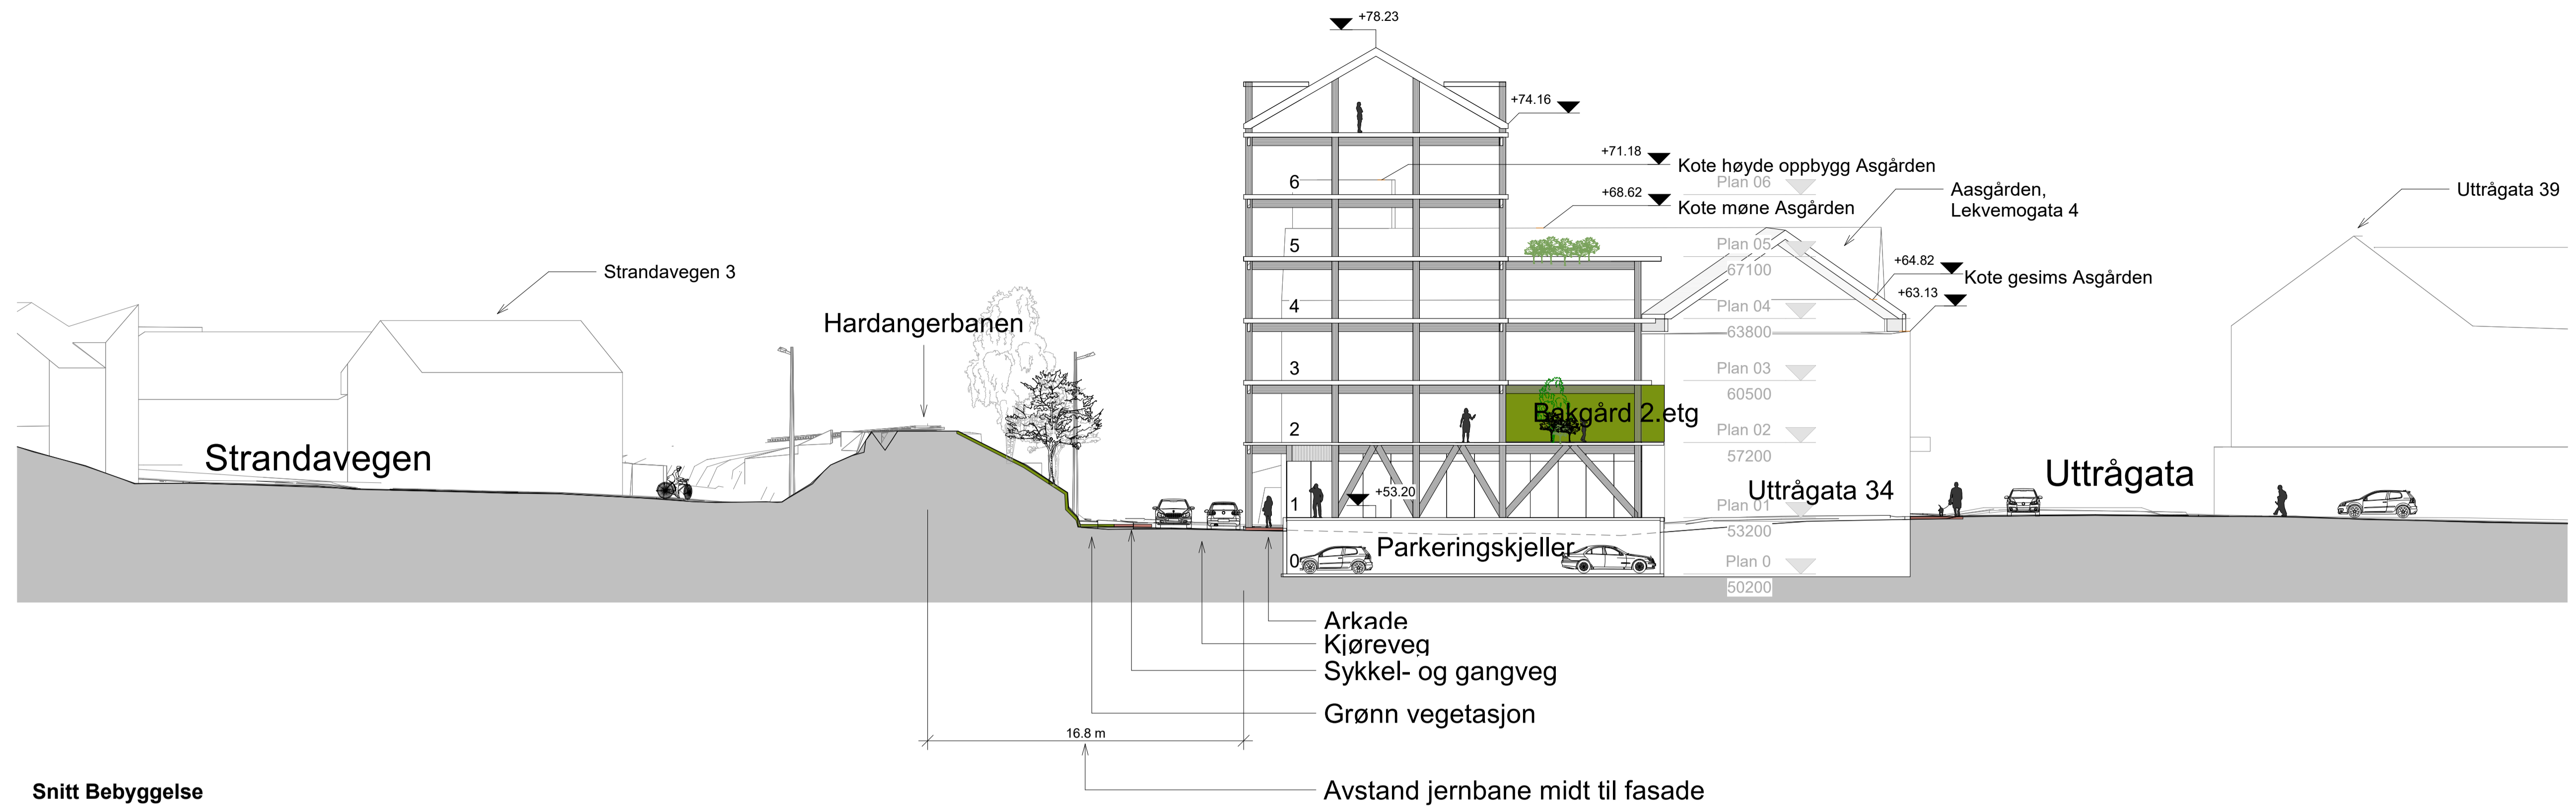 +78.23
+74.16
+71.18
Kote høyde oppbygg Asgården
6
Plan 06
+68.62
Kote møne Asgården
Aasgården,
Lekvemogata 4
Uttrågata 39
5
Plan 05
67100
+64.82
Kote gesims Asgården
+63.13
Strandavegen 3
Hardangerbanen
4
Plan 04
63800
3
Plan 03
60500
Bakgård 2.etg
2
Plan 02
57200
Strandavegen
Uttrågata
Uttrågata 34
+53.20
1
Plan 01
53200
Parkeringskjeller
0
Plan 0
50200
Arkade
Kjøreveg
Sykkel- og gangveg
Grønn vegetasjon
16.8 m
Avstand jernbane midt til fasade
Snitt Bebyggelse